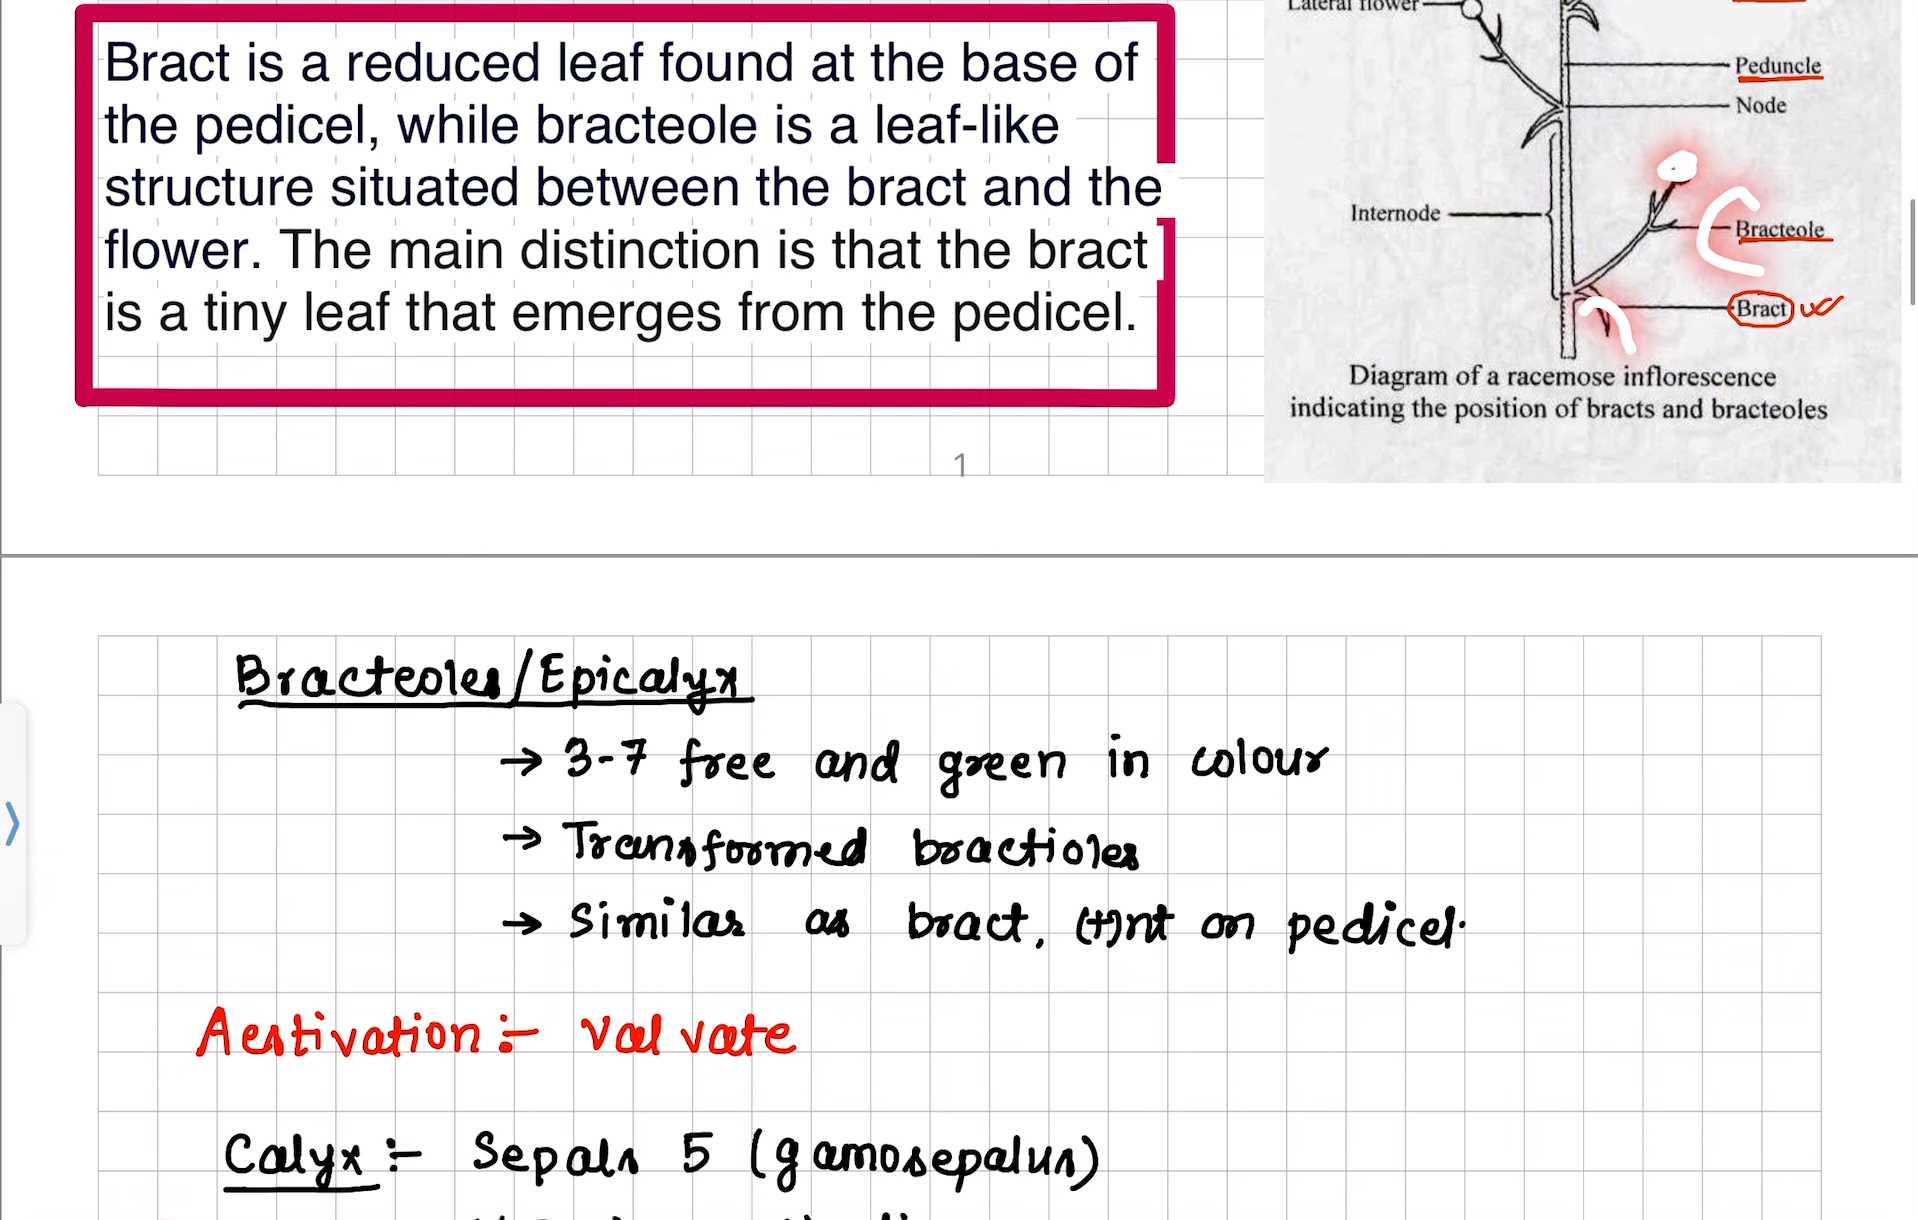 Bract is a reduced leaf found at the base of
the pedicel, while bracteole is a leaf-like
structure situated between the bract and the
flower. The main distinction is that the bract
is a tiny leaf that emerges from the pedicel.
Lateral flower
Peduncle
Node
Internode
Bracteole
Bract
Diagram of a racemose inflorescence
indicating the position of bracts and bracteoles
1
Bracteoles/Epicalyx
→ 3-7 free and green in colour
→ Transformed bractioles
→ Similar as bract, (+)nt on pedicel.
Aestivation :- valvate
Calyx :- Sepals 5 (gamosepalus)